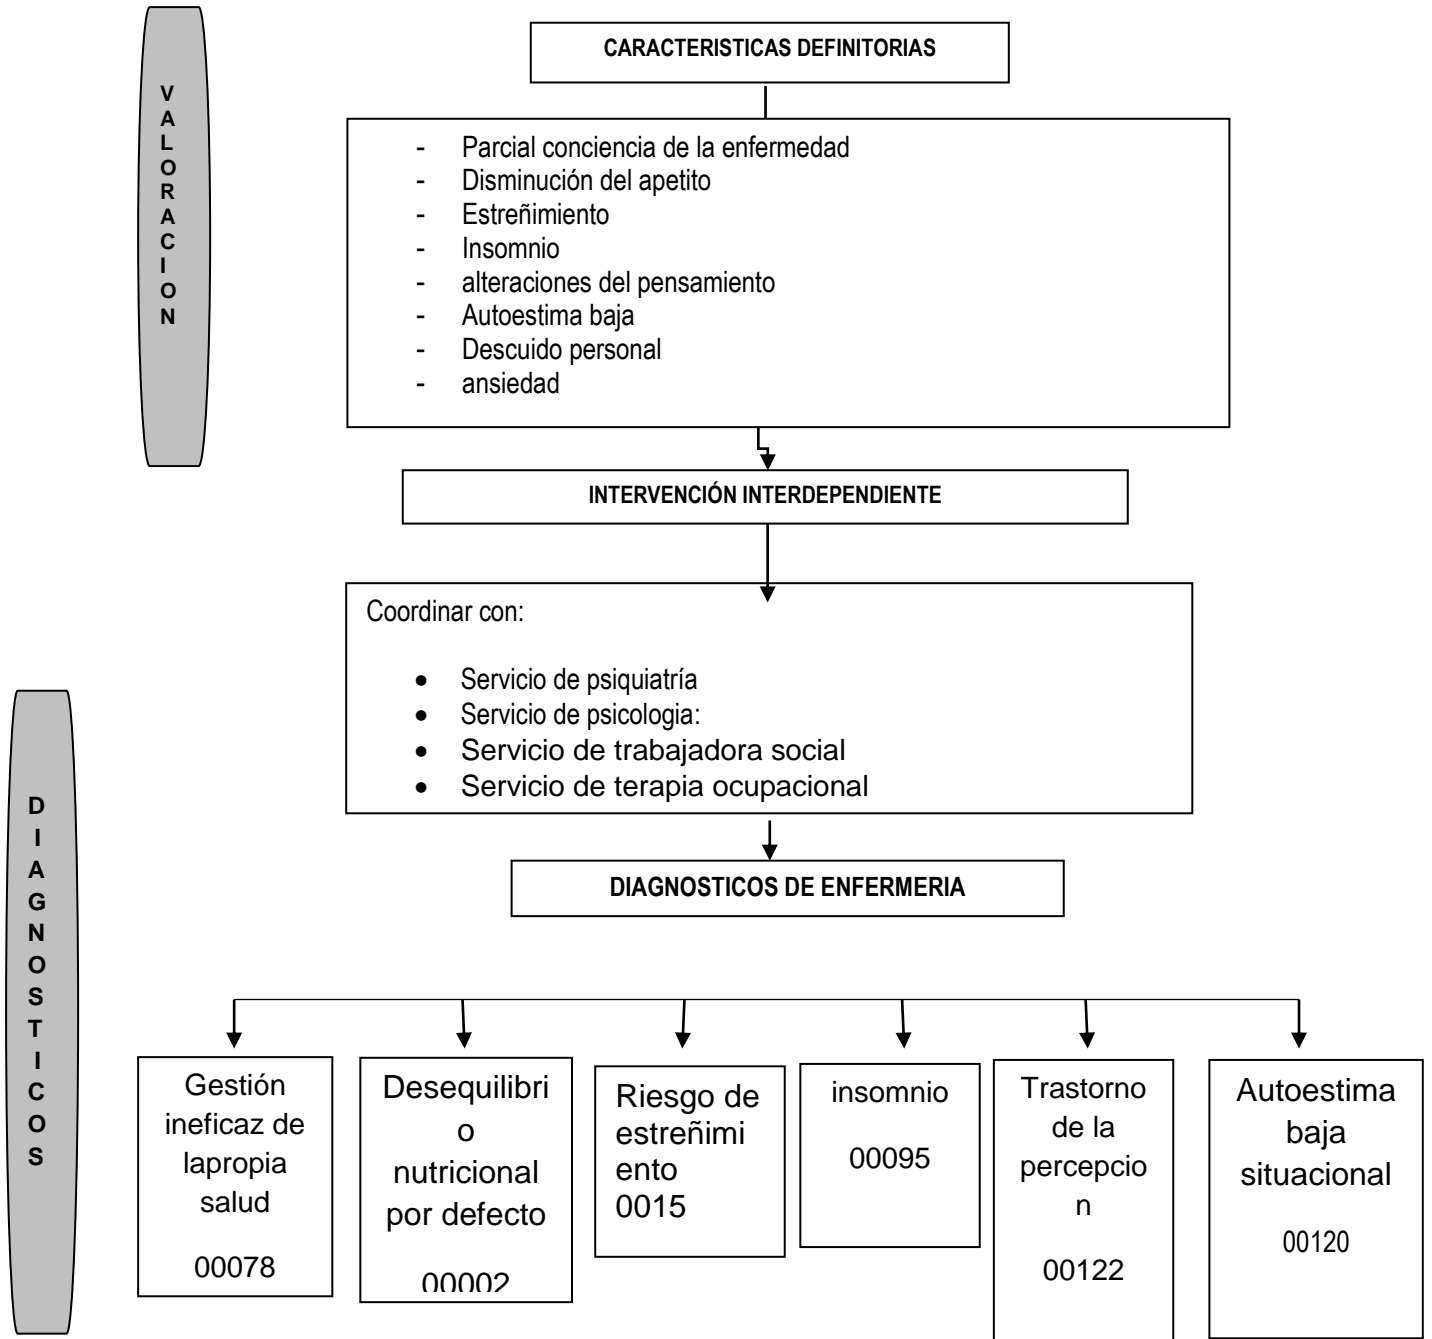 VALORACION
CARACTERISTICAS DEFINITORIAS
- Parcial conciencia de la enfermedad
- Disminución del apetito
- Estreñimiento
- Insomnio
- alteraciones del pensamiento
- Autoestima baja
- Descuido personal
- ansiedad
INTERVENCIÓN INTERDEPENDIENTE
Coordinar con:
• Servicio de psiquiatría
• Servicio de psicologia:
• Servicio de trabajadora social
• Servicio de terapia ocupacional
DIAGNOSTICOS
DIAGNOSTICOS DE ENFERMERIA
Gestión
ineficaz de
lapropia
salud
00078
Desequilibri
o
nutricional
por defecto
00002
Riesgo de
estreñimi
ento
0015
insomnio
00095
Trastorno
de la
percepcio
n
00122
Autoestima
baja
situacional
00120